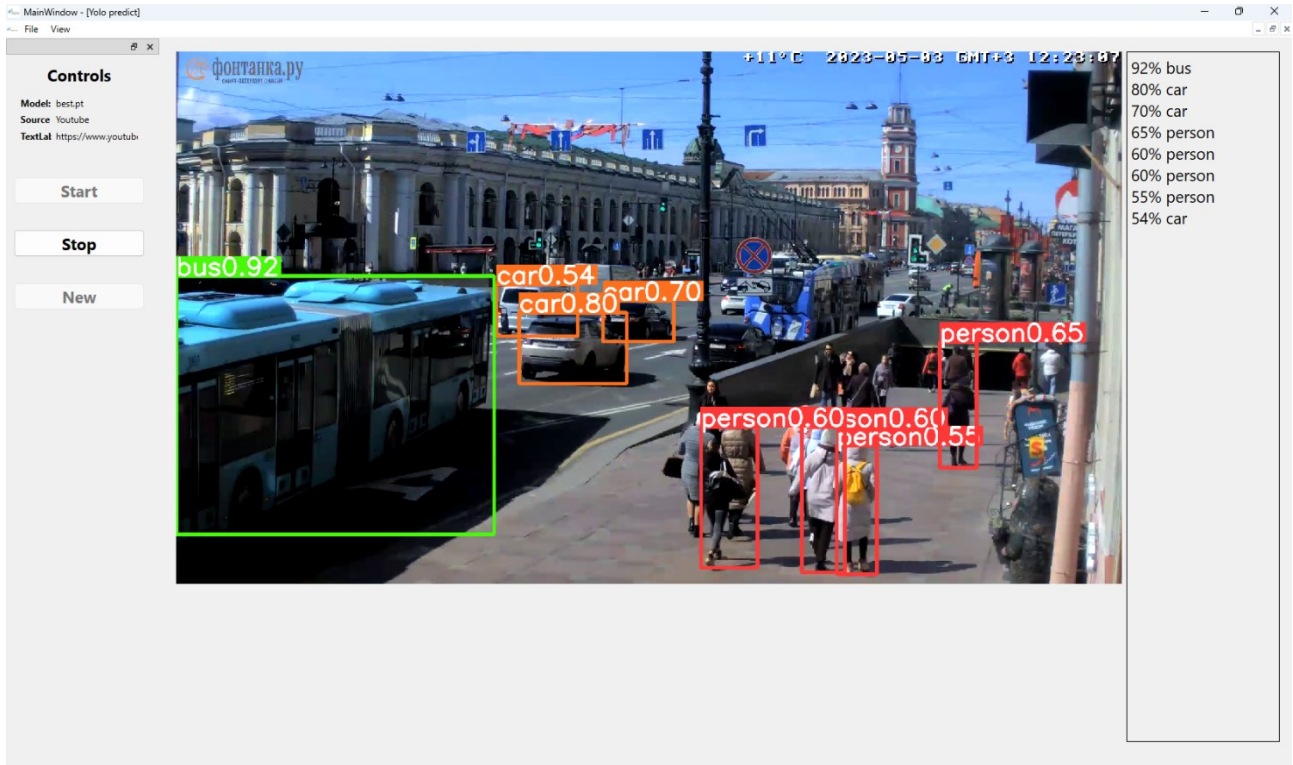 MainWindow - [Yolo predict]
File View
Controls
Model: best.pt
Source Youtube
TextLal https://www.youtub
Start
Stop
New
фонтанка.ру
+11°C 2023-05-03 GMT+3 12:23:07
bus0.92
car0.54
car0.80
car0.70
person0.65
person0.60
son0.60
person0.55
92% bus
80% car
70% car
65% person
60% person
60% person
55% person
54% car